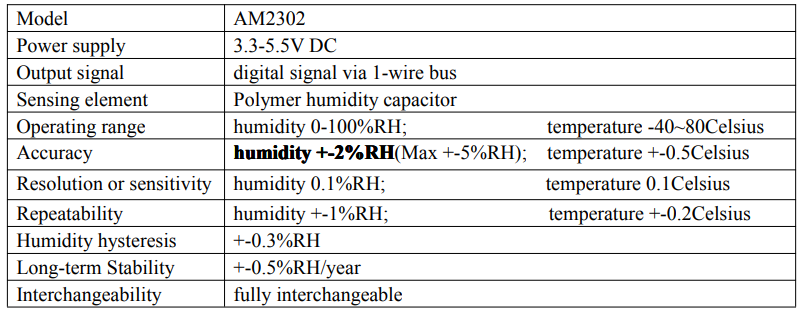 Model AM2302
Power supply 3.3-5.5V DC
Output signal digital signal via 1-wire bus
Sensing element Polymer humidity capacitor
Operating range humidity 0-100%RH; temperature -40~80Celsius
Accuracy humidity +-2%RH(Max +-5%RH); temperature +-0.5Celsius
Resolution or sensitivity humidity 0.1%RH; temperature 0.1Celsius
Repeatability humidity +-1%RH; temperature +-0.2Celsius
Humidity hysteresis +-0.3%RH
Long-term Stability +-0.5%RH/year
Interchangeability fully interchangeable